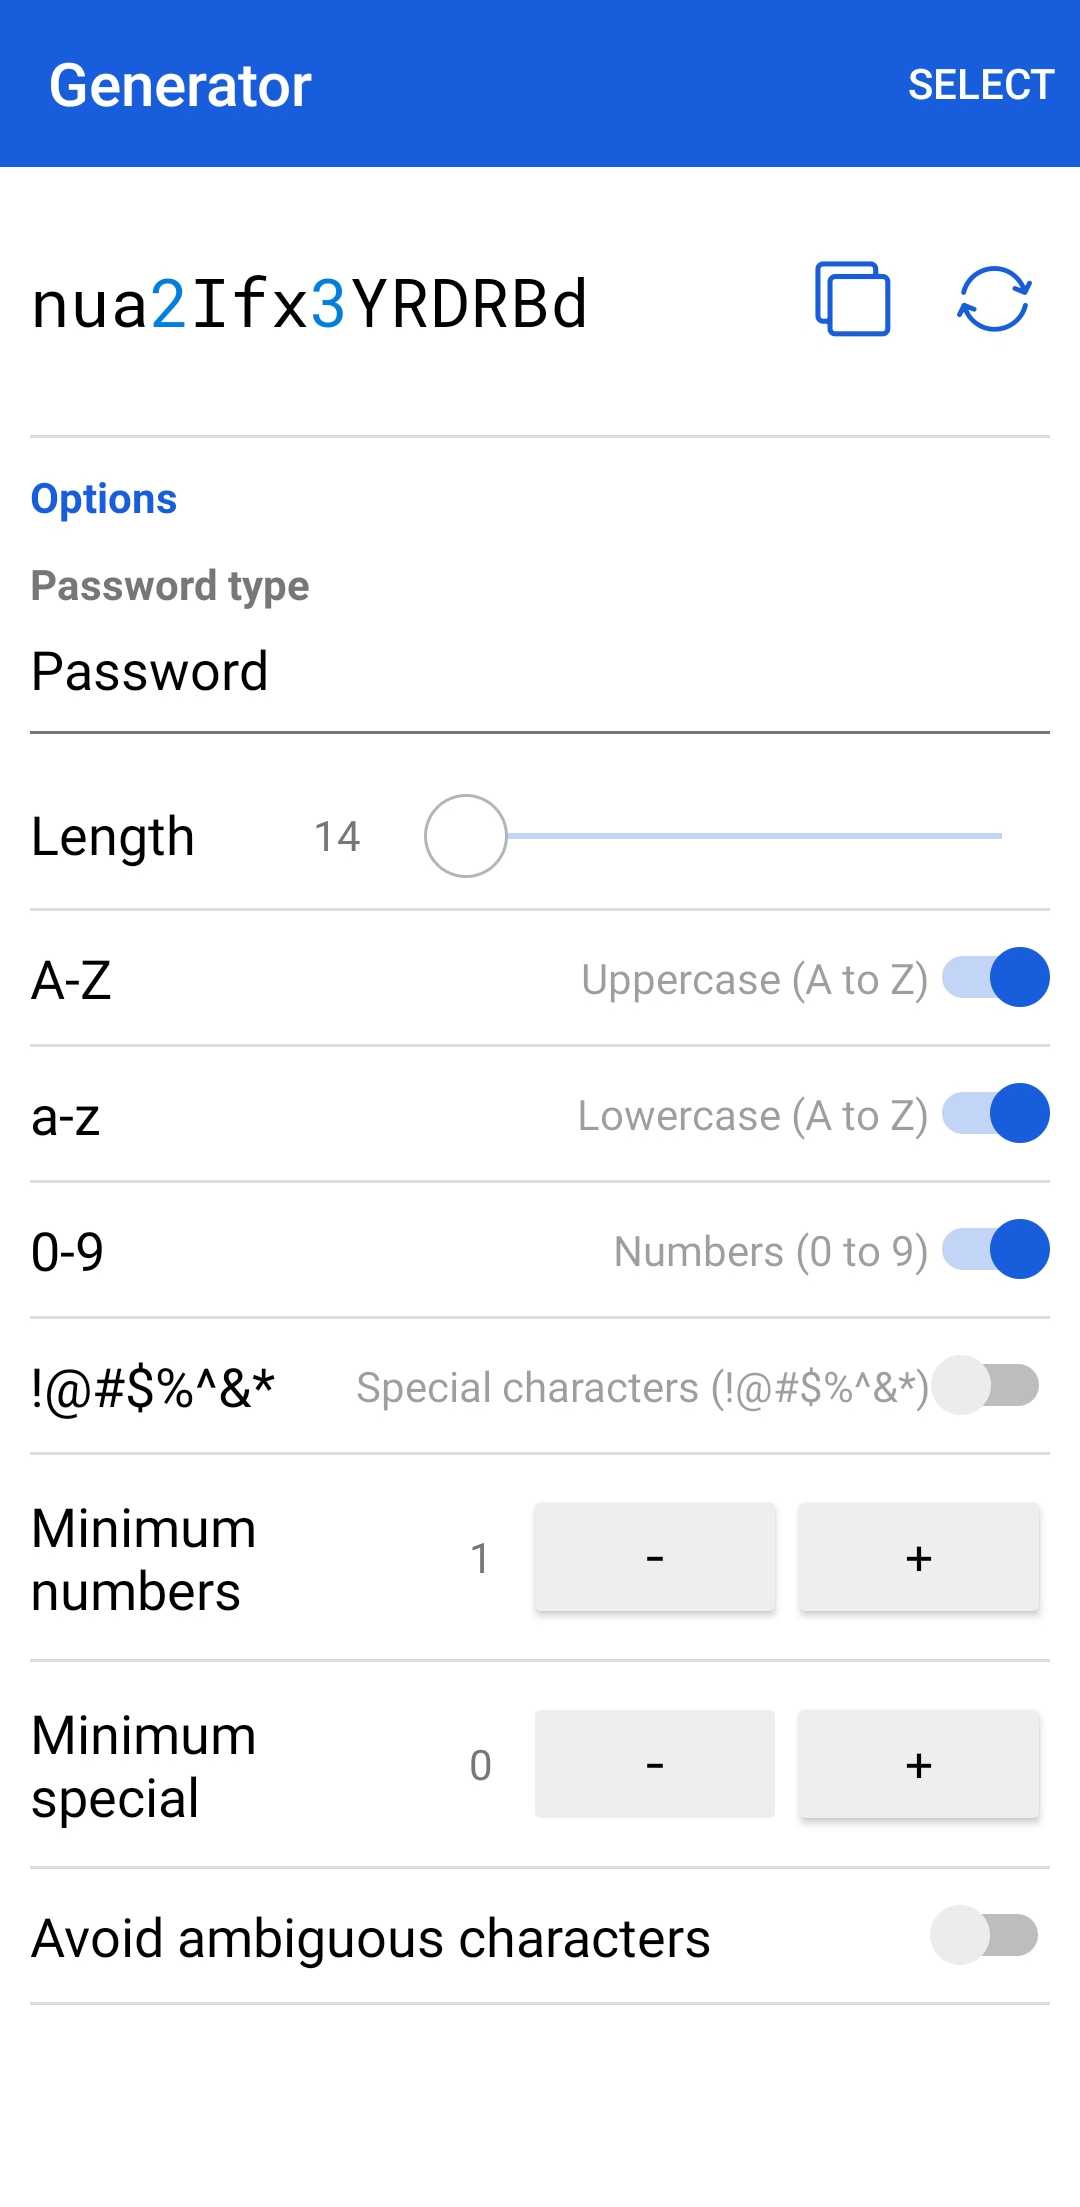 Generator SELECT
nua2Ifx3YRDRBd
Options
Password type
Password
Length 14
A-Z Uppercase (A to Z)
a-z Lowercase (A to Z)
0-9 Numbers (0 to 9)
!@#$%^&* Special characters (!@#$%^&*)
Minimum
numbers 1 - +
Minimum
special 0 - +
Avoid ambiguous characters